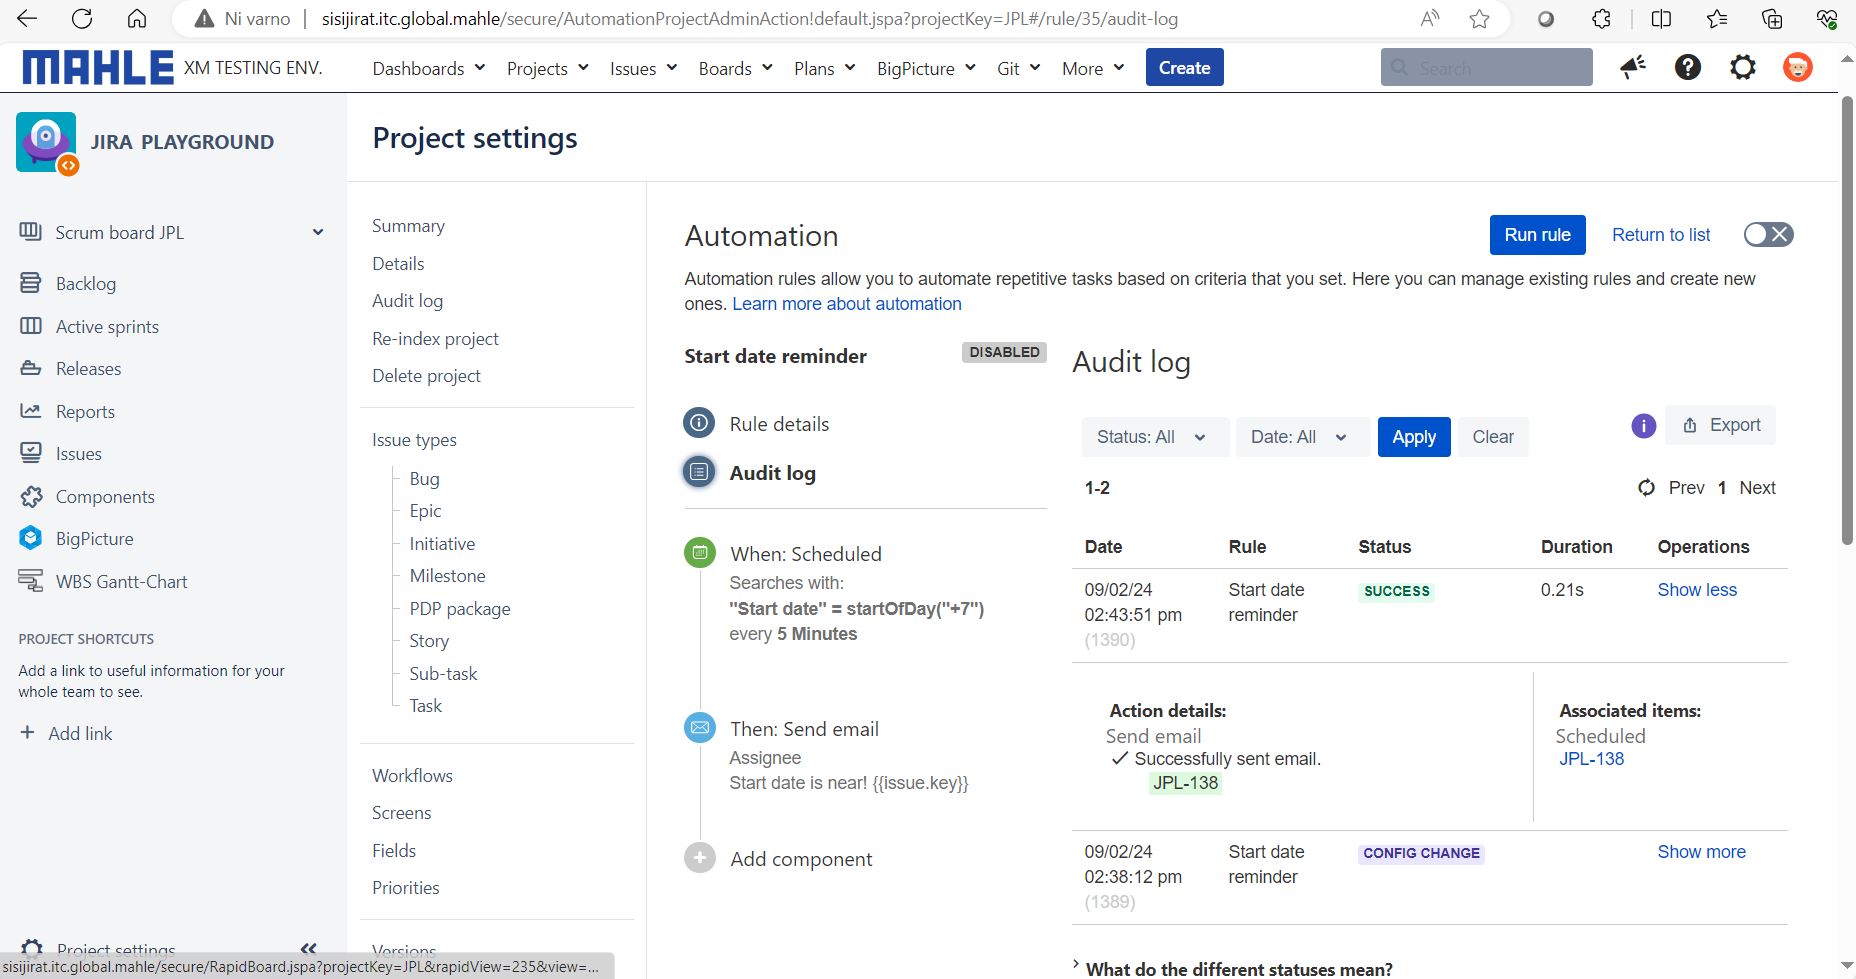 Ni varno
sisijirat.itc.global.mahle/secure/AutomationProjectAdminAction!default.jspa?projectKey=JPL#/rule/35/audit-log
MAHLE XM TESTING ENV.
Dashboards Projects Issues Boards Plans BigPicture Git More Create
Search
JIRA PLAYGROUND
Scrum board JPL
Backlog
Active sprints
Releases
Reports
Issues
Components
BigPicture
WBS Gantt-Chart
PROJECT SHORTCUTS
Add a link to useful information for your
whole team to see.
+ Add link
Project settings
sisijirat.itc.global.mahle/secure/RapidBoard.jspa?projectKey=JPL&rapidView=235&view=...
Project settings
Summary
Details
Audit log
Re-index project
Delete project
Issue types
Bug
Epic
Initiative
Milestone
PDP package
Story
Sub-task
Task
Workflows
Screens
Fields
Priorities
Versions
Automation
Run rule
Return to list
Automation rules allow you to automate repetitive tasks based on criteria that you set. Here you can manage existing rules and create new
ones. Learn more about automation
Start date reminder
DISABLED
Rule details
Audit log
When: Scheduled
Searches with:
"Start date" = startOfDay("+7")
every 5 Minutes
Then: Send email
Assignee
Start date is near! {{issue.key}}
Add component
Audit log
Status: All Date: All Apply Clear
Export
1-2
Prev 1 Next
Date Rule Status Duration Operations
09/02/24 Start date SUCCESS 0.21s Show less
02:43:51 pm reminder
(1390)
Action details:
Send email
Successfully sent email.
JPL-138
Associated items:
Scheduled
JPL-138
09/02/24 Start date CONFIG CHANGE Show more
02:38:12 pm reminder
(1389)
What do the different statuses mean?